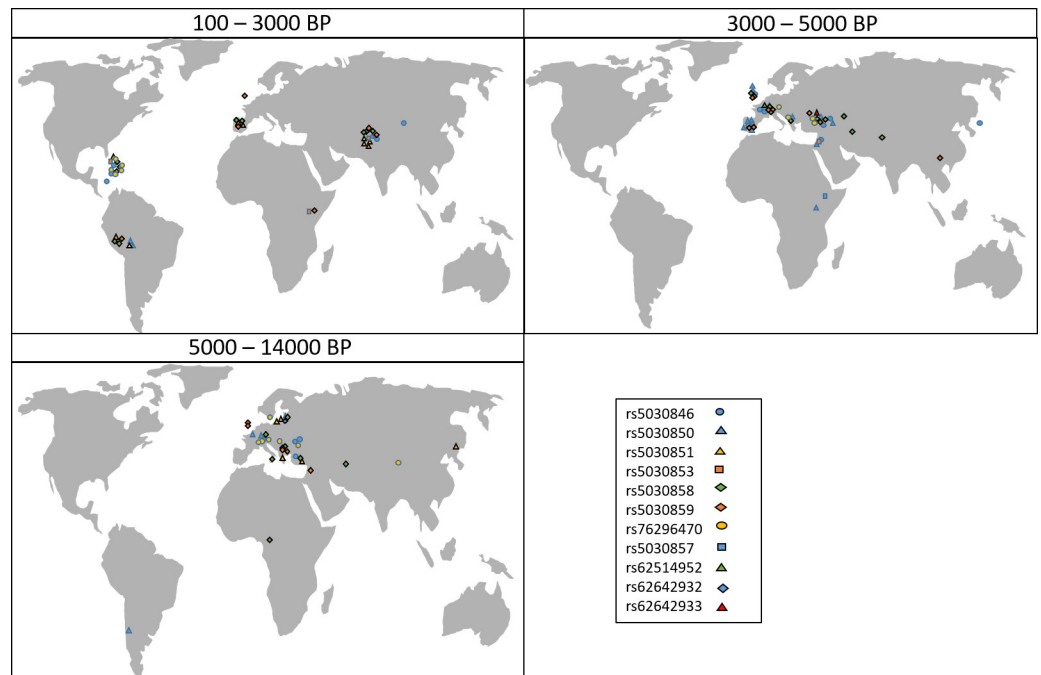 100 – 3000 BP
3000 – 5000 BP
5000 – 14000 BP
rs5030846
rs5030850
rs5030851
rs5030853
rs5030858
rs5030859
rs76296470
rs5030857
rs62514952
rs62642932
rs62642933